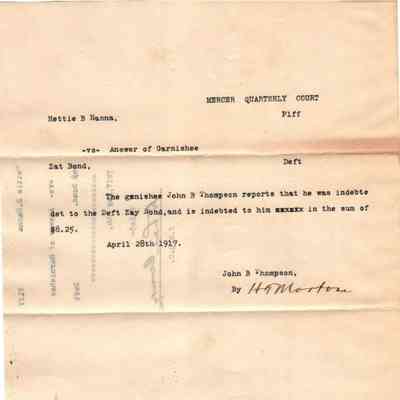 MERCER QUARTERLY COURT
Hettie B Hanna,                    Plff
-vs-   Answer of Garnishee
Zat Bond,                    Deft
The ganishee John B Thompson reports that he was indebte
det to the Deft Zay Bond,and is indebted to him xxxxxx in the sum of
$8.25.
April 28th 1917.
John B Thompson,
By H G Morton